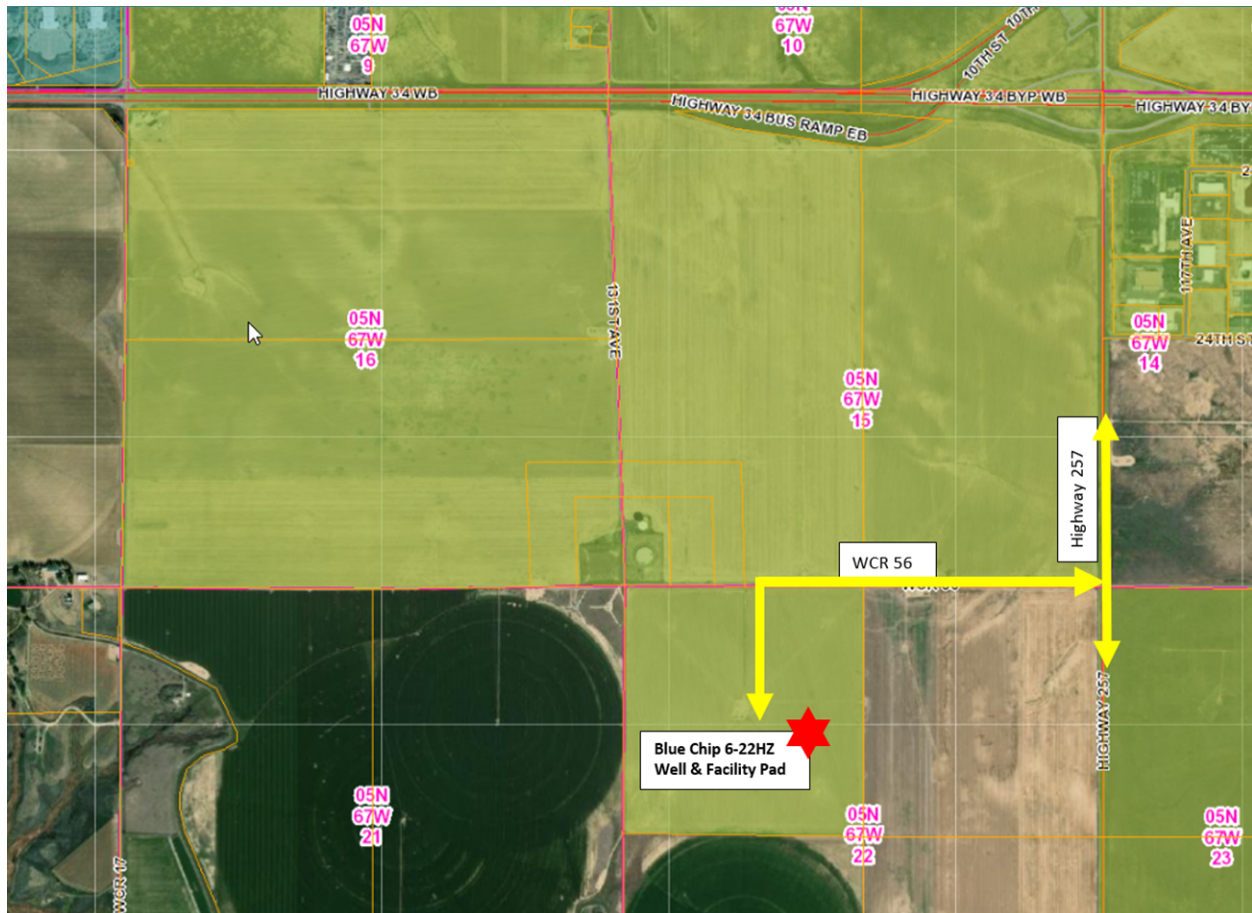 05N
67W
9
05N
67W
10
10TH
10TH ST
HIGHWAY 34 WB
HIGHWAY 34 BYP WB
HIGHWAY 34 BY
HIGHWAY 34 BUS RAMP EB
117TH AVE
131ST AVE
05N
67W
16
05N
67W
14
24TH ST
05N
67W
15
Highway 257
WCR 56
HIGHWAY 257
Blue Chip 6-22HZ
Well & Facility Pad
05N
67W
21
05N
67W
22
05N
67W
23
WCR 17